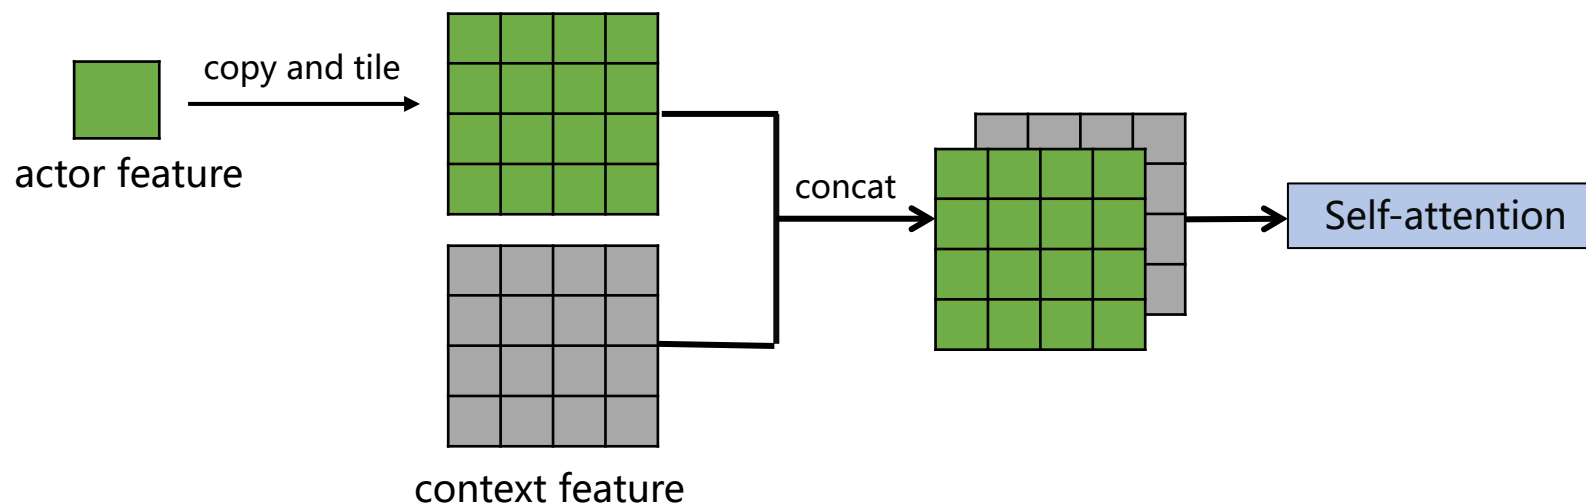 copy and tile
actor feature
concat
Self-attention
context feature